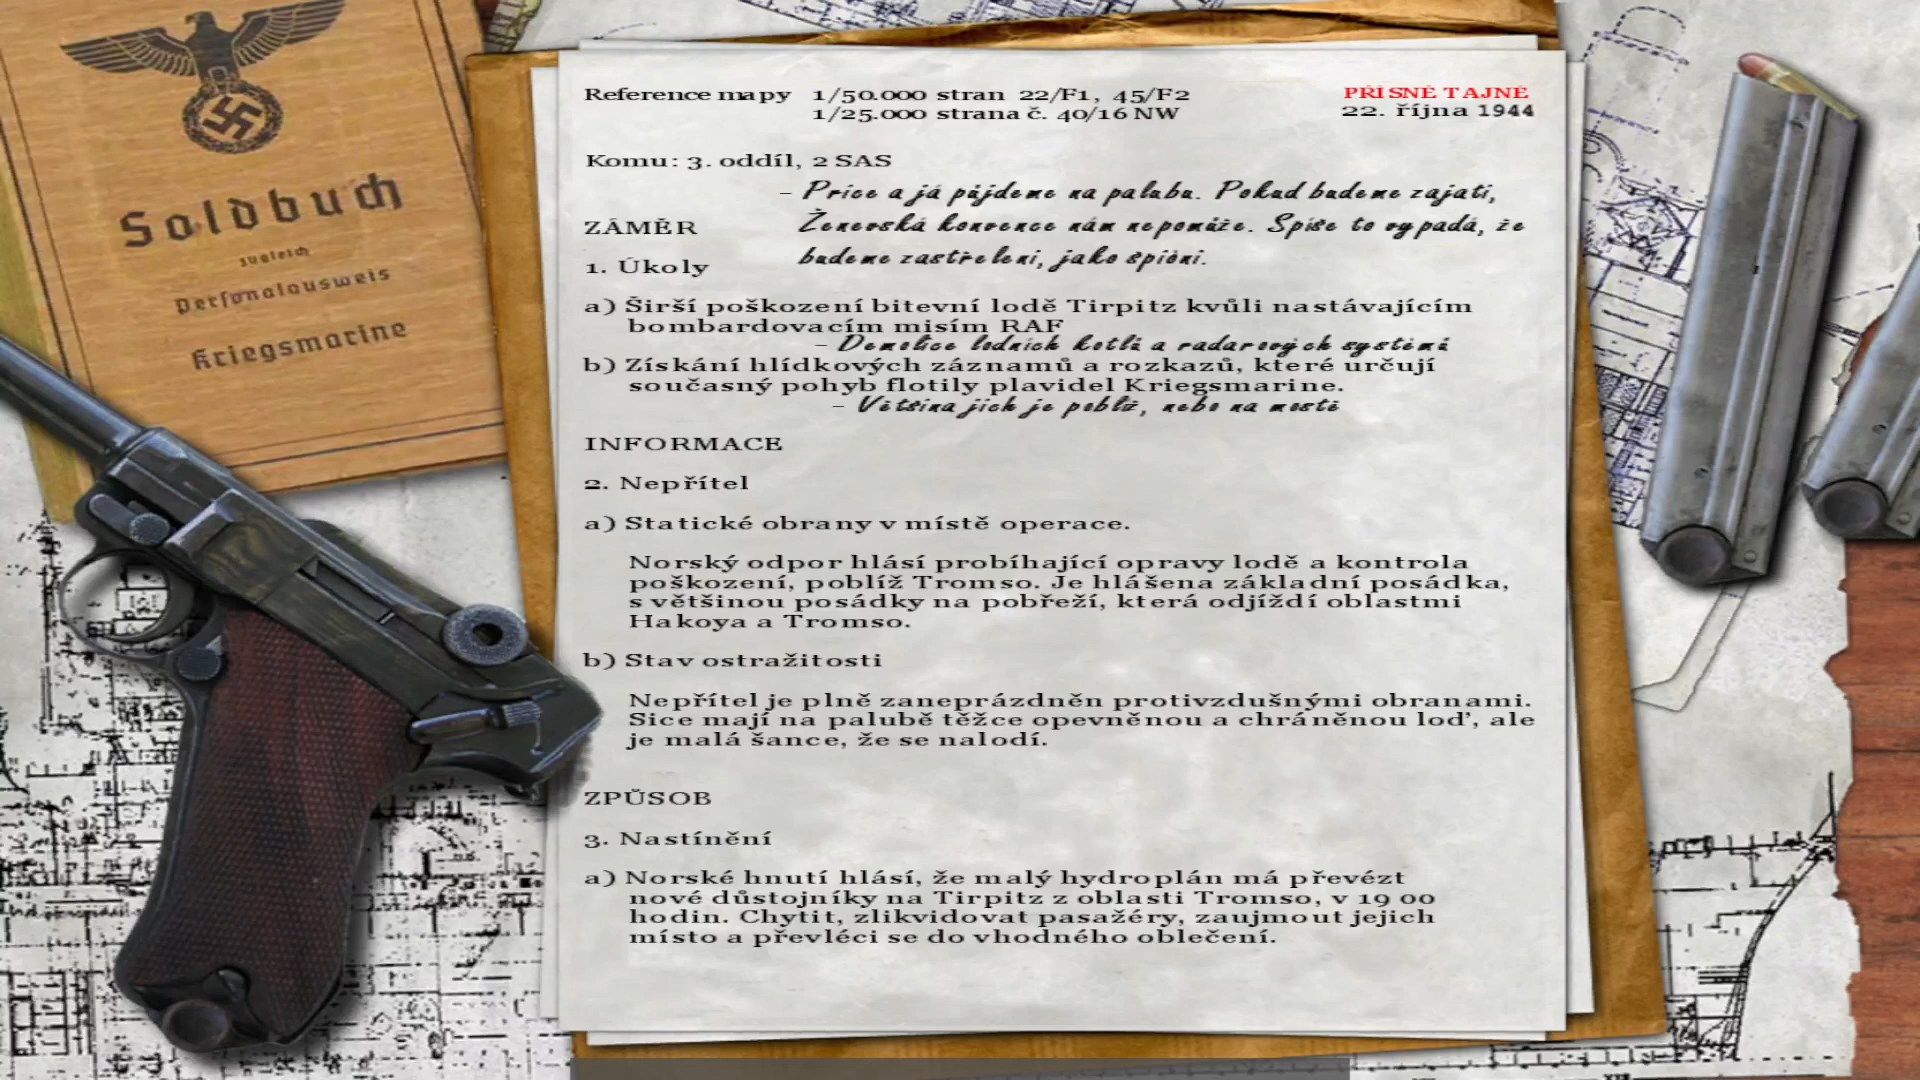 Soldbuch
zugleich
Personalausweis
Kriegsmarine
Reference mapy 1/50.000 stran 22/F1, 45/F2
1/25.000 strana č. 40/16 NW
PŘÍSNĚ TAJNÉ
22. října 1944
Komu: 3. oddíl, 2 SAS
- Price a já půjdeme na palubu. Pokud budeme zajati,
Ženevská konvence nám nepomůže. Spíše to vypadá, že
budeme zastřeleni, jako špióni.
ZÁMĚR
1. Úkoly
a) Širší poškození bitevní lodě Tirpitz kvůli nastávajícím
bombardovacím misím RAF
- Demolice lodních kotlů a radarových systémů
b) Získání hlídkových záznamů a rozkazů, které určují
současný pohyb flotily plavidel Kriegsmarine.
- Většina jich je poblíž, nebo na mostě
INFORMACE
2. Nepřítel
a) Statické obrany v místě operace.
Norský odpor hlásí probíhající opravy lodě a kontrola
poškození, poblíž Tromso. Je hlášena základní posádka,
s většinou posádky na pobřeží, která odjíždí oblastmi
Hakoya a Tromso.
b) Stav ostražitosti
Nepřítel je plně zaneprázdněn protivzdušnými obranami.
Sice mají na palubě těžce opevněnou a chráněnou loď, ale
je malá šance, že se nalodí.
ZPŮSOB
3. Nastínění
a) Norské hnutí hlásí, že malý hydroplán má převézt
nové důstojníky na Tirpitz z oblasti Tromso, v 19 00
hodin. Chytit, zlikvidovat pasažéry, zaujmout jejich
místo a převléci se do vhodného oblečení.